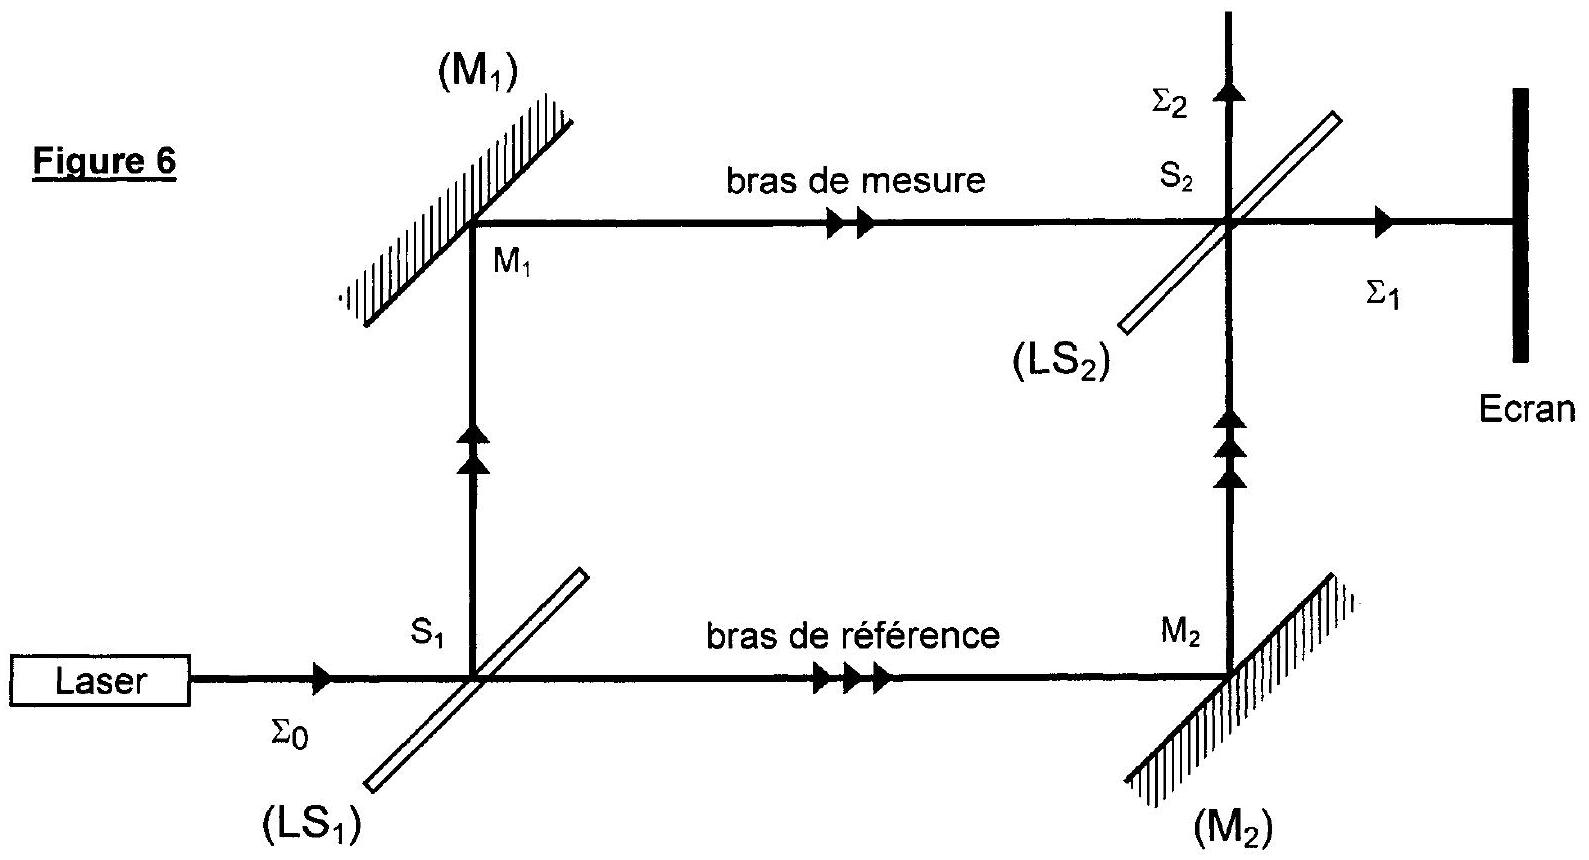 (M₁)
Figure 6
Σ2
bras de mesure
S₂
M₁
Σ1
(LS₂)
Ecran
S₁
bras de référence
M₂
Laser
Σ0
(LS₁)
(M₂)